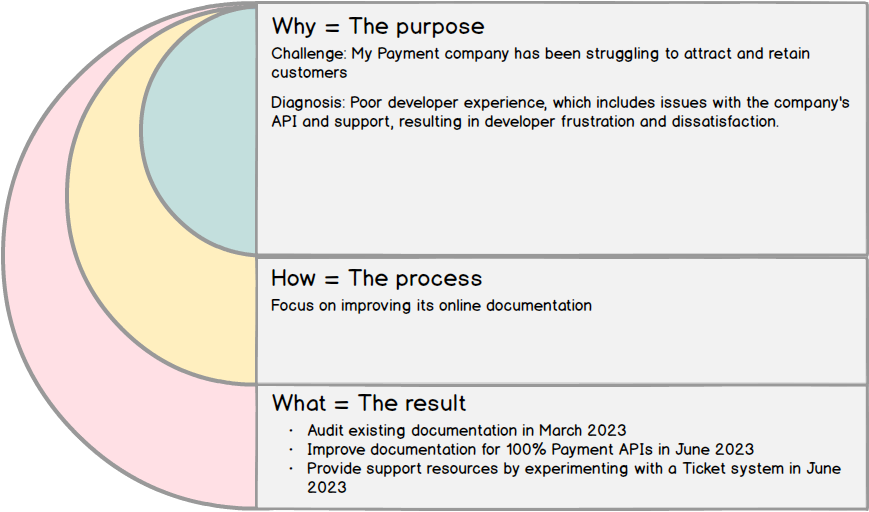 Why = The purpose
Challenge: My Payment company has been struggling to attract and retain
customers
Diagnosis: Poor developer experience, which includes issues with the company's
API and support, resulting in developer frustration and dissatisfaction.
How = The process
Focus on improving its online documentation
What = The result
· Audit existing documentation in March 2023
· Improve documentation for 100% Payment APIs in June 2023
· Provide support resources by experimenting with a Ticket system in June
2023